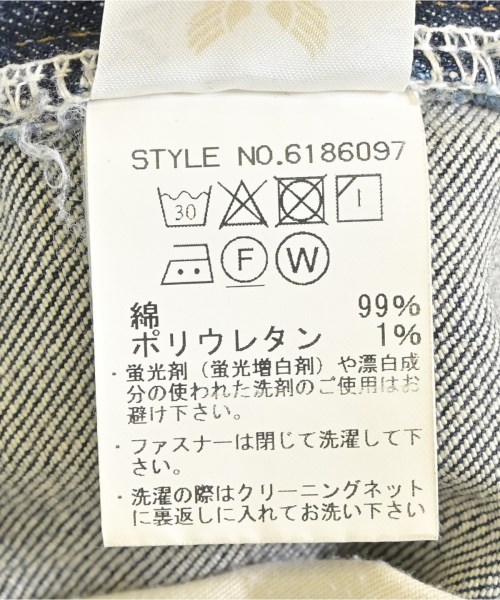 STYLE NO.6186097
30
F W
綿 99%
ポリウレタン 1%
・蛍光剤（蛍光増白剤）や漂白成
分の使われた洗剤のご使用はお
避け下さい。
・ファスナーは閉じて洗濯して下
さい。
・洗濯の際はクリーニングネット
に裏返しに入れてお洗い下さい